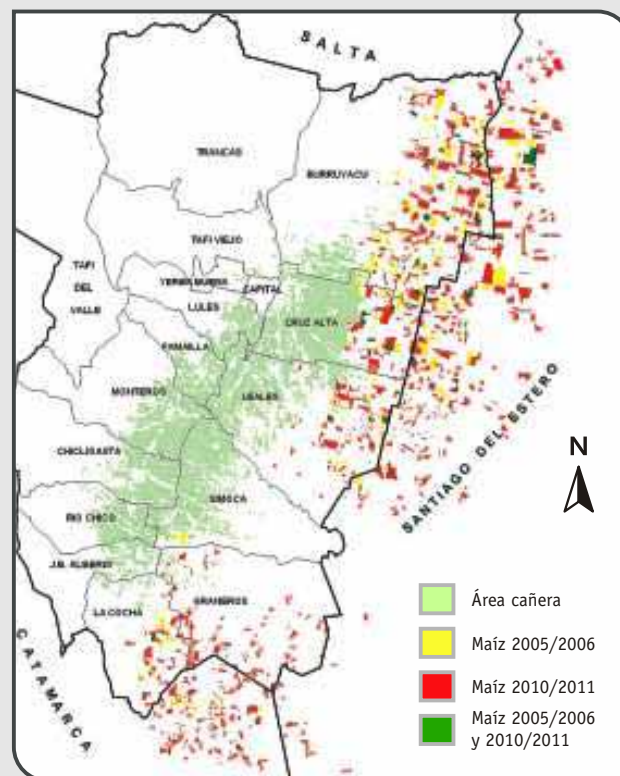 SALTA
TRANCAS
BURRUYACU
TAFI VIEJO
TAFI
DEL
VALLE
YERBA BUENA
CAPITAL
LULES
CRUZ ALTA
FAMAILLA
LEALES
MONTEROS
CHICLIGASTA
SIMOCA
RIO CHICO
J.B. ALBERDI
LA COCHA
GRANEROS
SANTIAGO DEL ESTERO
CATAMARCA
N
Área cañera
Maíz 2005/2006
Maíz 2010/2011
Maíz 2005/2006
y 2010/2011